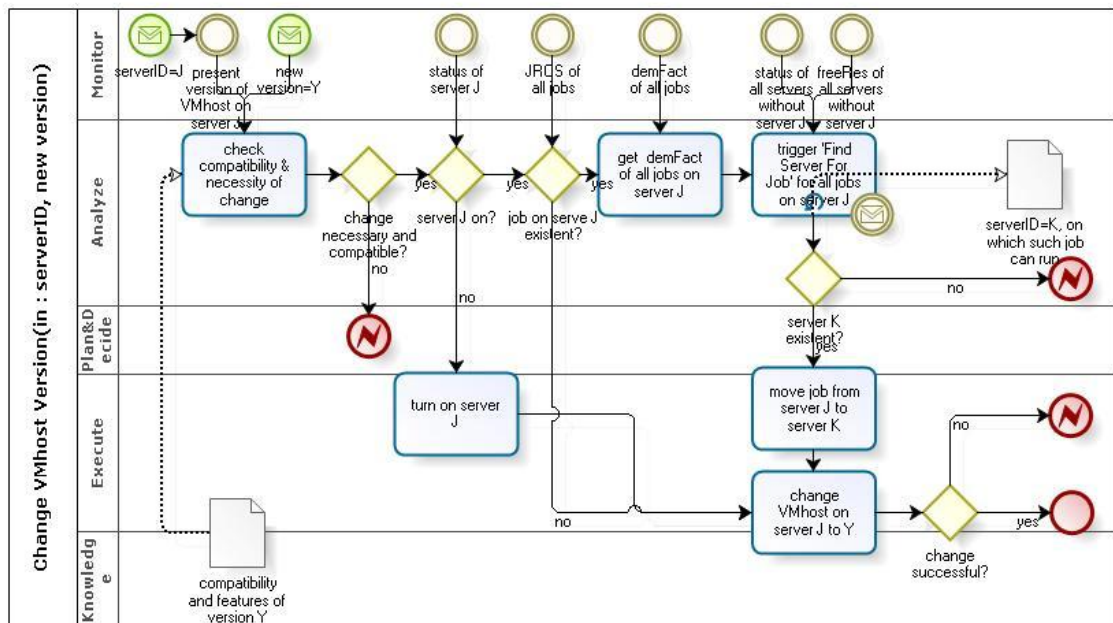 Change VMhost Version(in : serverID, new version)
Monitor
serverID=J
present
version of
VMhost on
server J
new
version=Y
status of
server J
JROS of
all jobs
demFact
of all jobs
status of
all servers
without
server J
freeRes of
all servers
without
server J
Analyze
check
compatibility &
necessity of
change
change
necessary and
compatible?
no
yes
server J on?
no
yes
job on serve J
existent?
yes
get demFact
of all jobs on
server J
trigger 'Find
Server For
Job' for all jobs
on server J
serverID=K, on
which such job
can run
no
server K
existent?
yes
Plan&D
ecide
Execute
turn on server
J
move job from
server J to
server K
no
change
VMhost on
server J to Y
no
yes
change
successful?
Knowledg
e
compatibility
and features of
version Y